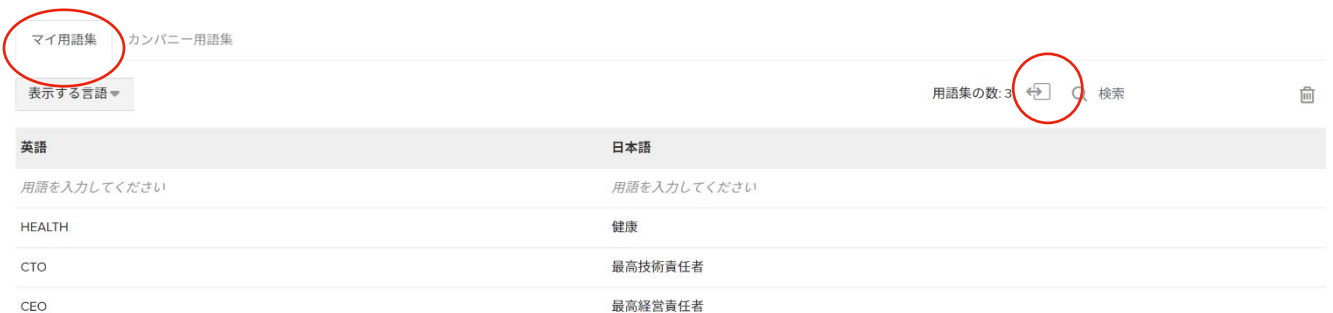 マイ用語集 カンパニー用語集
表示する言語 用語集の数: 3 検索
英語 日本語
用語を入力してください 用語を入力してください
HEALTH 健康
CTO 最高技術責任者
CEO 最高経営責任者